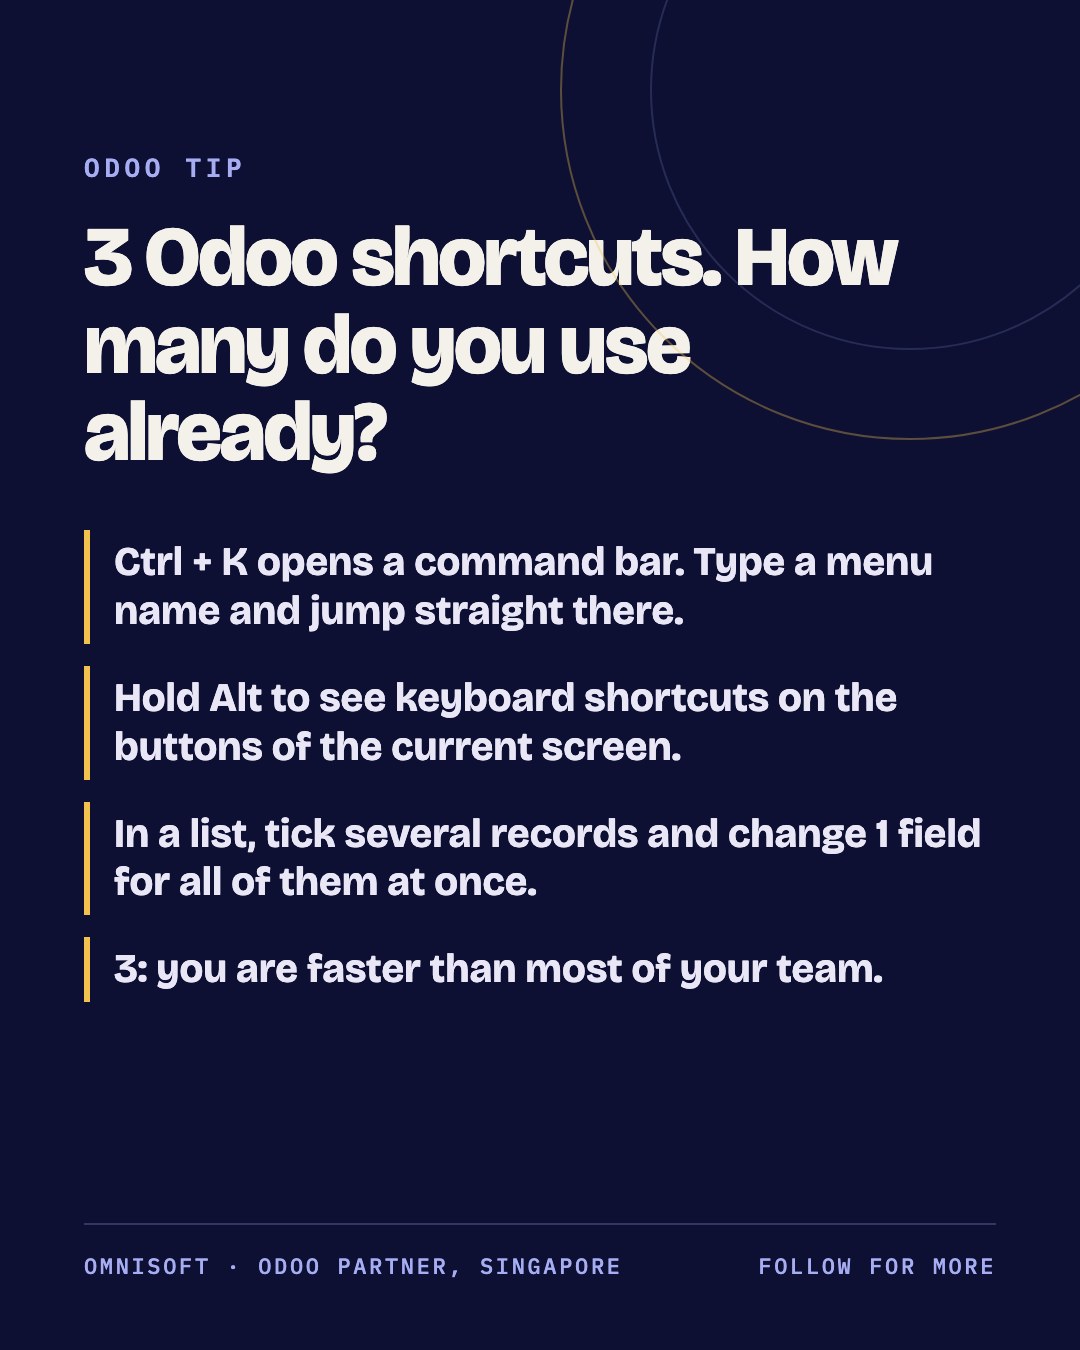 ODOO TIP
3 Odoo shortcuts. How
many do you use
already?
Ctrl + K opens a command bar. Type a menu
name and jump straight there.
Hold Alt to see keyboard shortcuts on the
buttons of the current screen.
In a list, tick several records and change 1 field
for all of them at once.
3: you are faster than most of your team.
OMNISOFT · ODOO PARTNER, SINGAPORE
FOLLOW FOR MORE